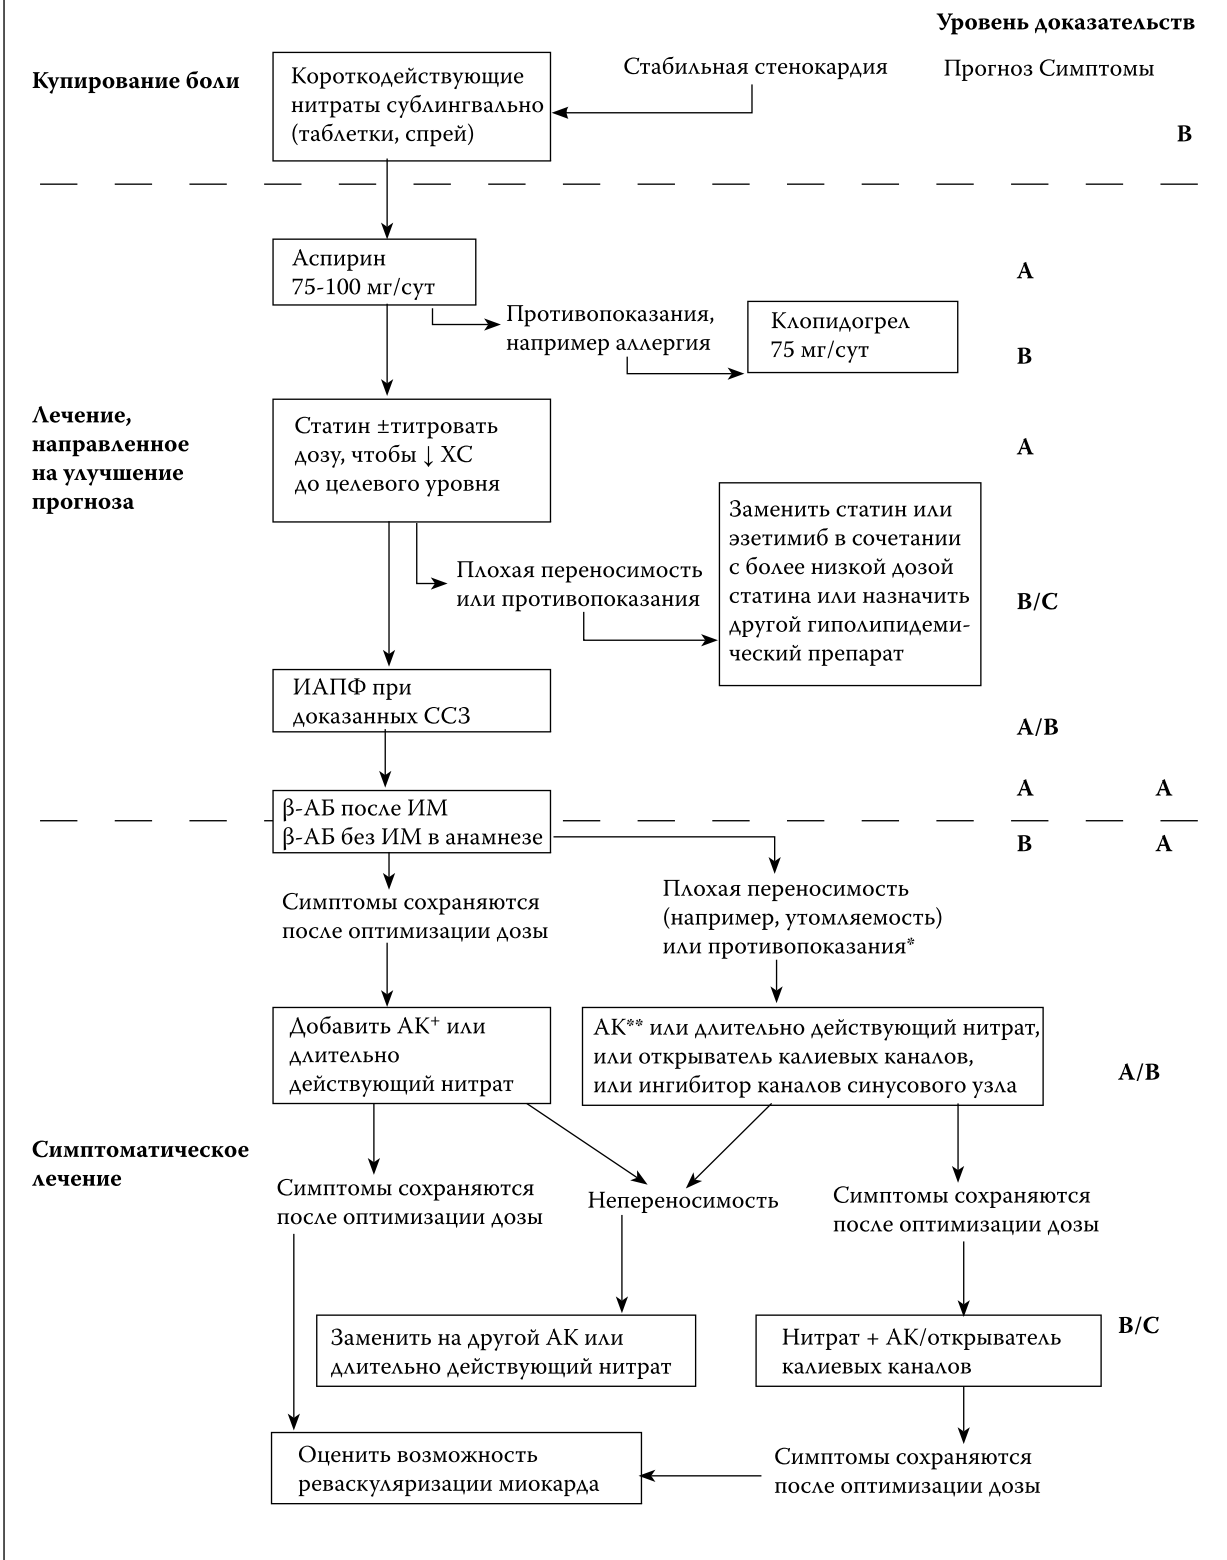 Уровень доказательств
Купирование боли
Короткодействующие
нитраты сублингвально
(таблетки, спрей)
Стабильная стенокардия
Прогноз Симптомы
B
Аспирин
75-100 мг/сут
A
Противопоказания,
например аллергия
Клопидогрел
75 мг/сут
B
Лечение,
направленное
на улучшение
прогноза
Статин ±титровать
дозу, чтобы ↓ ХС
до целевого уровня
A
Плохая переносимость
или противопоказания
Заменить статин или
эзетимиб в сочетании
с более низкой дозой
статина или назначить
другой гиполипидеми-
ческий препарат
B/C
ИАПФ при
доказанных ССЗ
A/B
β-АБ после ИМ
β-АБ без ИМ в анамнезе
A A
B A
Симптомы сохраняются
после оптимизации дозы
Плохая переносимость
(например, утомляемость)
или противопоказания*
Добавить АК+ или
длительно
действующий нитрат
АК** или длительно действующий нитрат,
или открыватель калиевых каналов,
или ингибитор каналов синусового узла
A/B
Симптоматическое
лечение
Симптомы сохраняются
после оптимизации дозы
Непереносимость
Симптомы сохраняются
после оптимизации дозы
Заменить на другой АК или
длительно действующий нитрат
Нитрат + АК/открыватель
калиевых каналов
B/C
Оценить возможность
реваскуляризации миокарда
Симптомы сохраняются
после оптимизации дозы